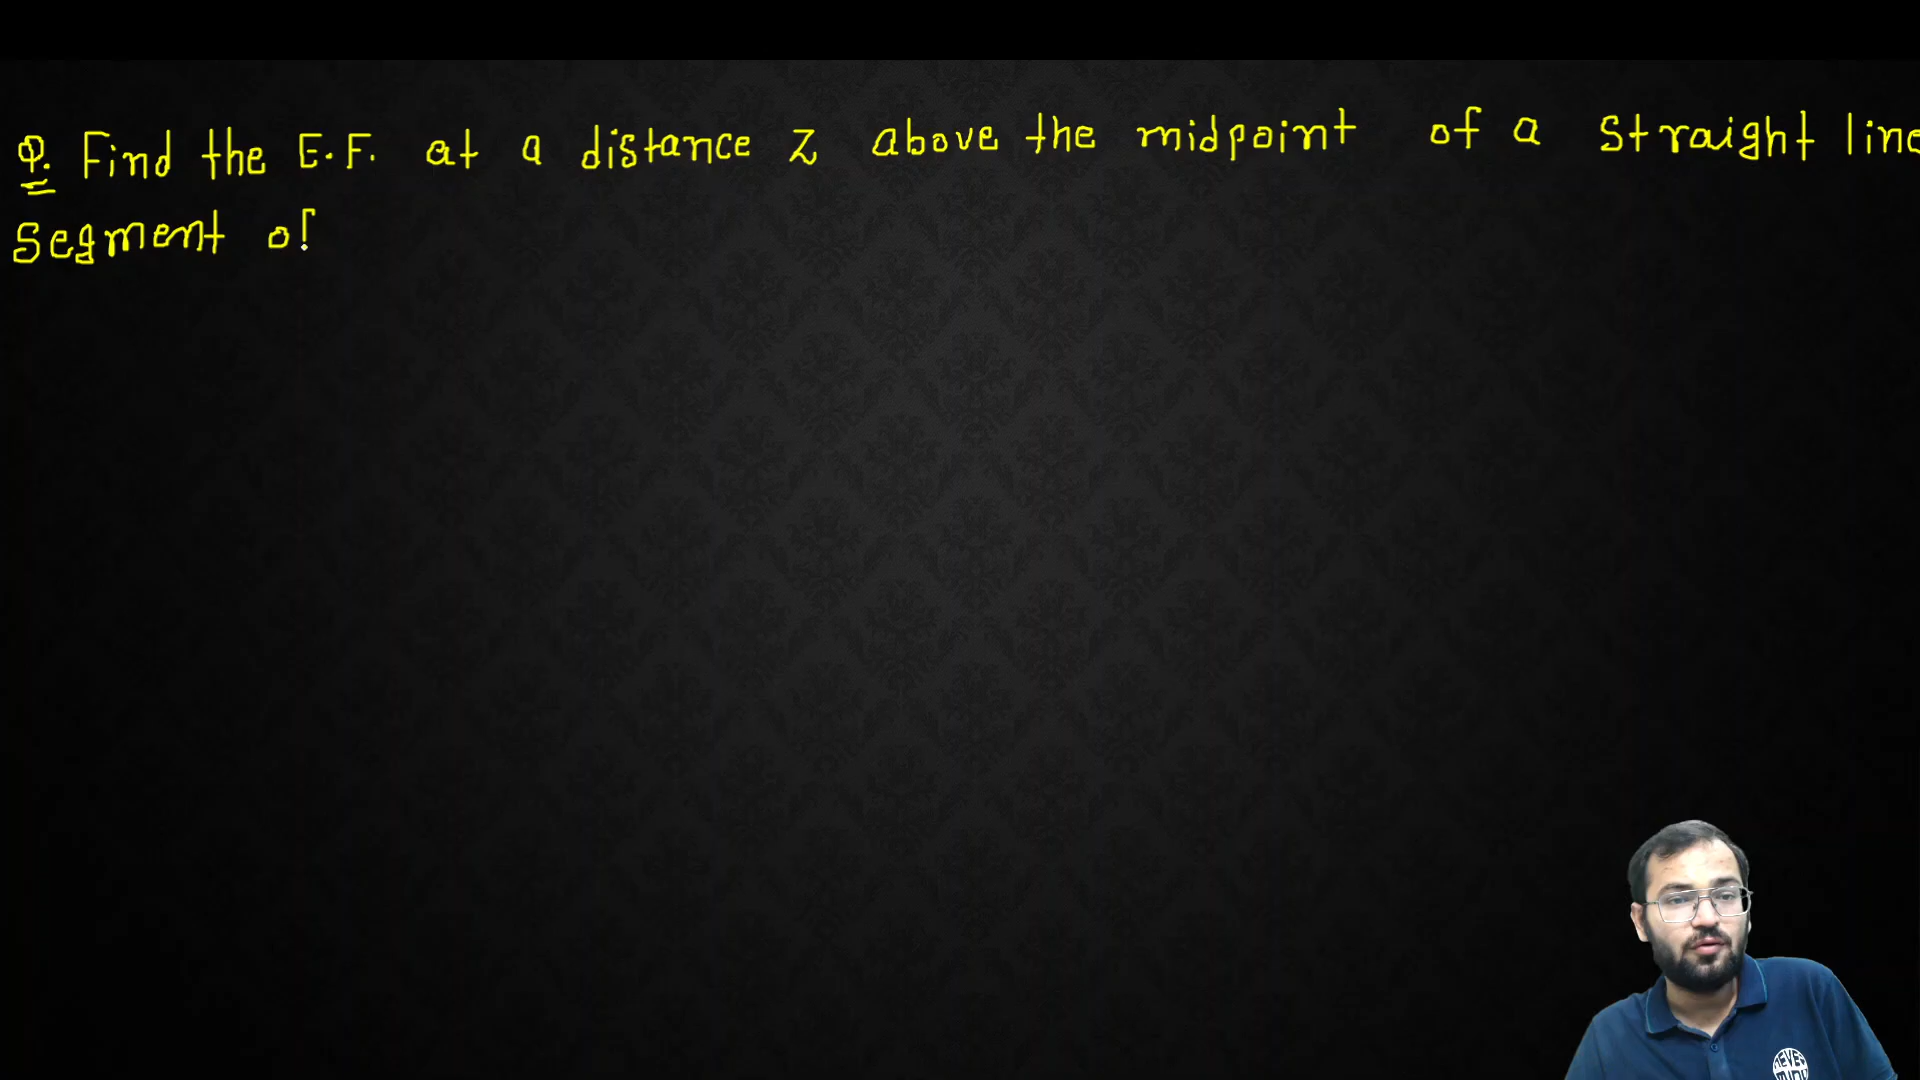 Q. Find the E.F. at a distance z above the midpoint of a straight line
segment of